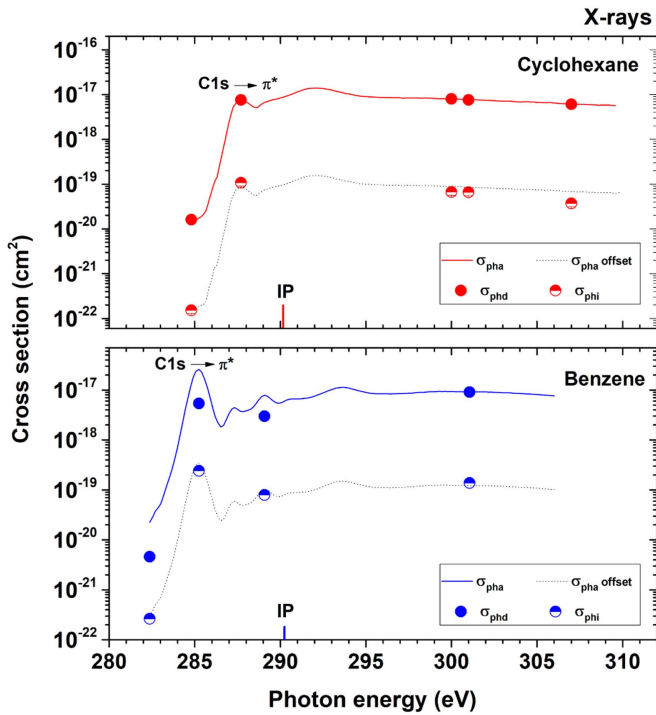 X-rays
10⁻¹⁶
Cyclohexane
C1s → π*
10⁻¹⁷
10⁻¹⁸
10⁻¹⁹
10⁻²⁰
10⁻²¹
10⁻²²
IP
σpha
σpha offset
σphd
σphi
Cross section (cm²)
Benzene
C1s → π*
10⁻¹⁷
10⁻¹⁸
10⁻¹⁹
10⁻²⁰
10⁻²¹
10⁻²²
IP
σpha
σpha offset
σphd
σphi
280 285 290 295 300 305 310
Photon energy (eV)